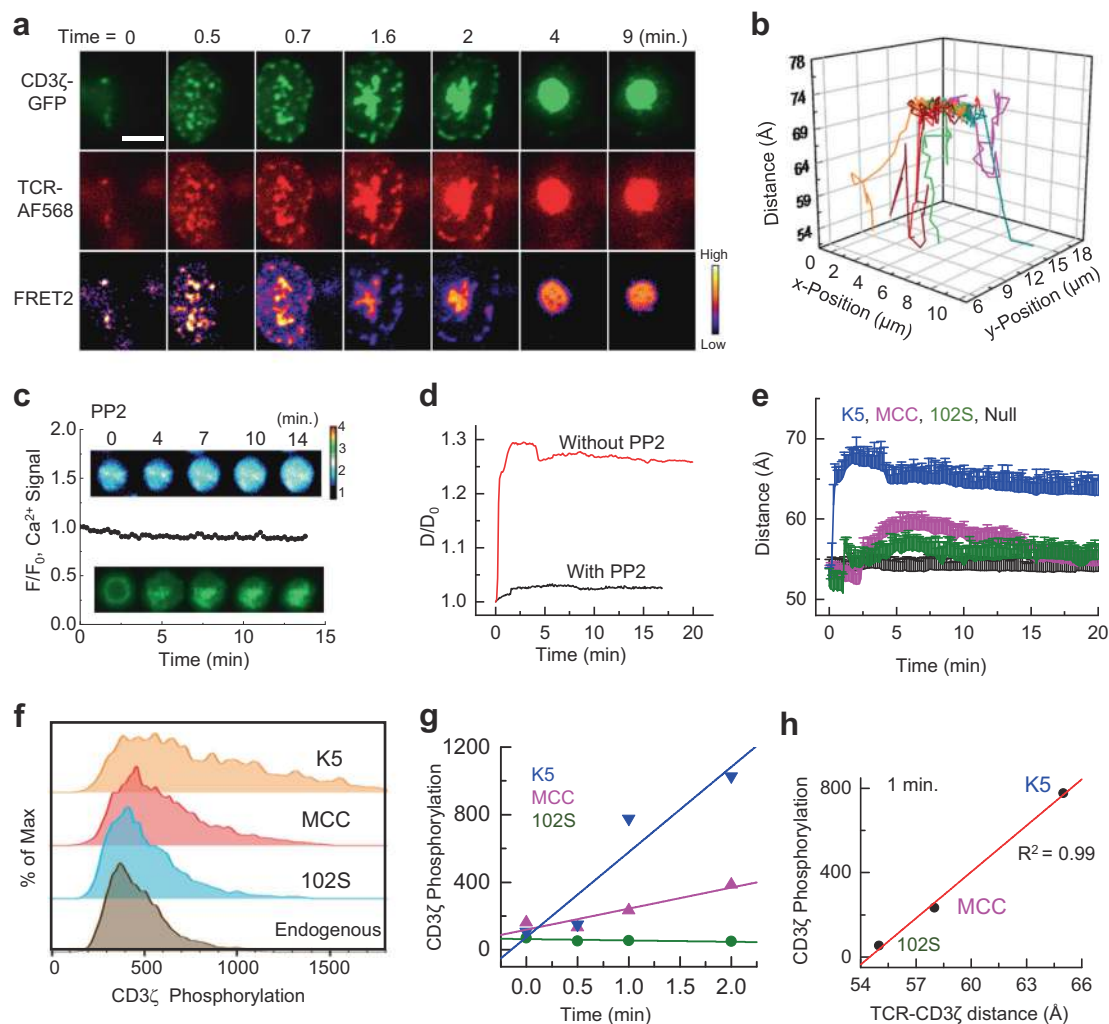 a
Time = 0 0.5 0.7 1.6 2 4 9 (min.)
CD3ζ-
GFP
TCR-
AF568
FRET2
High
Low
b
78
74
69
64
59
54
Distance (Å)
0 2 4 6 8 10
x-Position (µm)
6 9 12 15 18
y-Position (µm)
c
PP2
(min.)
0 4 7 10 14
4
3
2
1
2.0
1.5
1.0
0.5
0.0
F/F0, Ca2+ Signal
0 5 10 15
Time (min)
d
1.3
1.2
1.1
1.0
D/D0
Without PP2
With PP2
0 5 10 15 20
Time (min)
e
K5, MCC, 102S, Null
70
60
50
Distance (Å)
0 5 10 15 20
Time (min)
f
K5
MCC
102S
Endogenous
% of Max
0 500 1000 1500
CD3ζ Phosphorylation
g
1200
800
400
0
CD3ζ Phosphorylation
K5
MCC
102S
0.0 0.5 1.0 1.5 2.0
Time (min)
h
800
400
0
CD3ζ Phosphorylation
1 min.
K5
R2 = 0.99
MCC
102S
54 57 60 63 66
TCR-CD3ζ distance (Å)